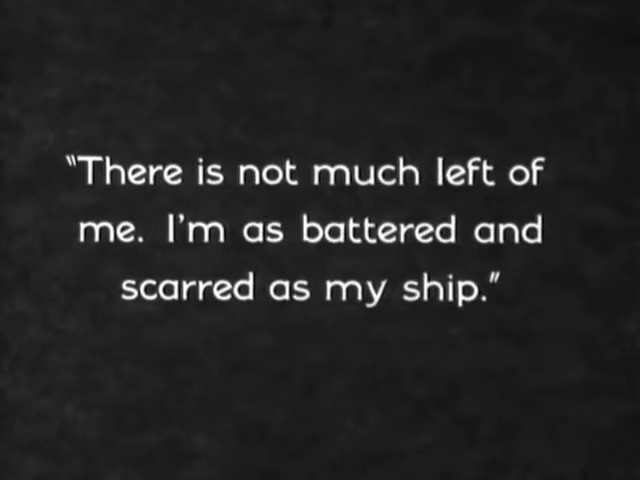 "There is not much left of
me. I'm as battered and
scarred as my ship."